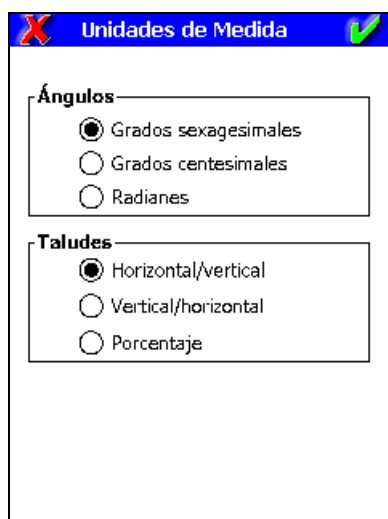 Unidades de Medida
Ángulos
Grados sexagesimales
Grados centesimales
Radianes
Taludes
Horizontal/vertical
Vertical/horizontal
Porcentaje